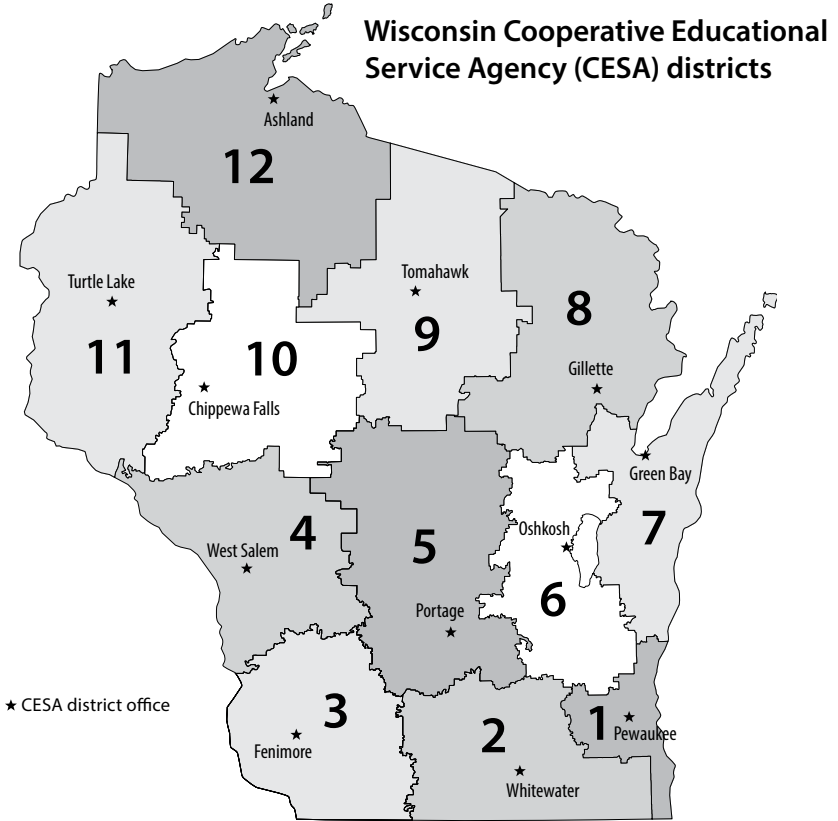 Wisconsin Cooperative Educational
Service Agency (CESA) districts
Ashland
12
Turtle Lake
Tomahawk
8
9
11
10
Gillette
Chippewa Falls
Green Bay
4
5
Oshkosh
7
West Salem
6
Portage
★ CESA district office
3
1
Pewaukee
2
Fenimore
Whitewater